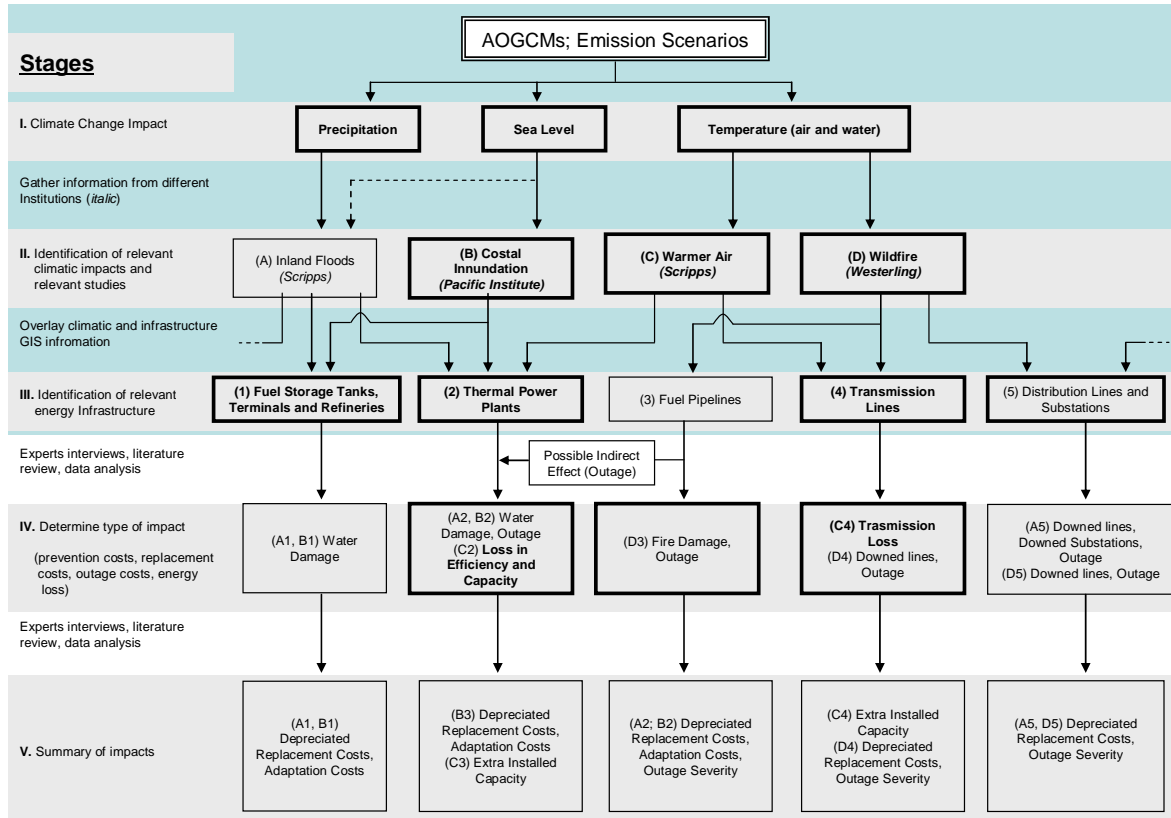 AOGCMs; Emission Scenarios
Stages
I. Climate Change Impact
Precipitation
Sea Level
Temperature (air and water)
Gather information from different
Institutions (italic)
II. Identification of relevant
climatic impacts and
relevant studies
(A) Inland Floods
(Scripps)
(B) Costal
Innundation
(Pacific Institute)
(C) Warmer Air
(Scripps)
(D) Wildfire
(Westerling)
Overlay climatic and infrastructure
GIS infromation
III. Identification of relevant
energy Infrastructure
(1) Fuel Storage Tanks,
Terminals and Refineries
(2) Thermal Power
Plants
(3) Fuel Pipelines
(4) Transmission
Lines
(5) Distribution Lines and
Substations
Experts interviews, literature
review, data analysis
Possible Indirect
Effect (Outage)
IV. Determine type of impact
(prevention costs, replacement
costs, outage costs, energy
loss)
(A1, B1) Water
Damage
(A2, B2) Water
Damage, Outage
(C2) Loss in
Efficiency and
Capacity
(D3) Fire Damage,
Outage
(C4) Trasmission
Loss
(D4) Downed lines,
Outage
(A5) Downed lines,
Downed Substations,
Outage
(D5) Downed lines, Outage
Experts interviews, literature
review, data analysis
V. Summary of impacts
(A1, B1)
Depreciated
Replacement Costs,
Adaptation Costs
(B3) Depreciated
Replacement Costs,
Adaptation Costs
(C3) Extra Installed
Capacity
(A2; B2) Depreciated
Replacement Costs,
Adaptation Costs,
Outage Severity
(C4) Extra Installed
Capacity
(D4) Depreciated
Replacement Costs,
Outage Severity
(A5, D5) Depreciated
Replacement Costs,
Outage Severity